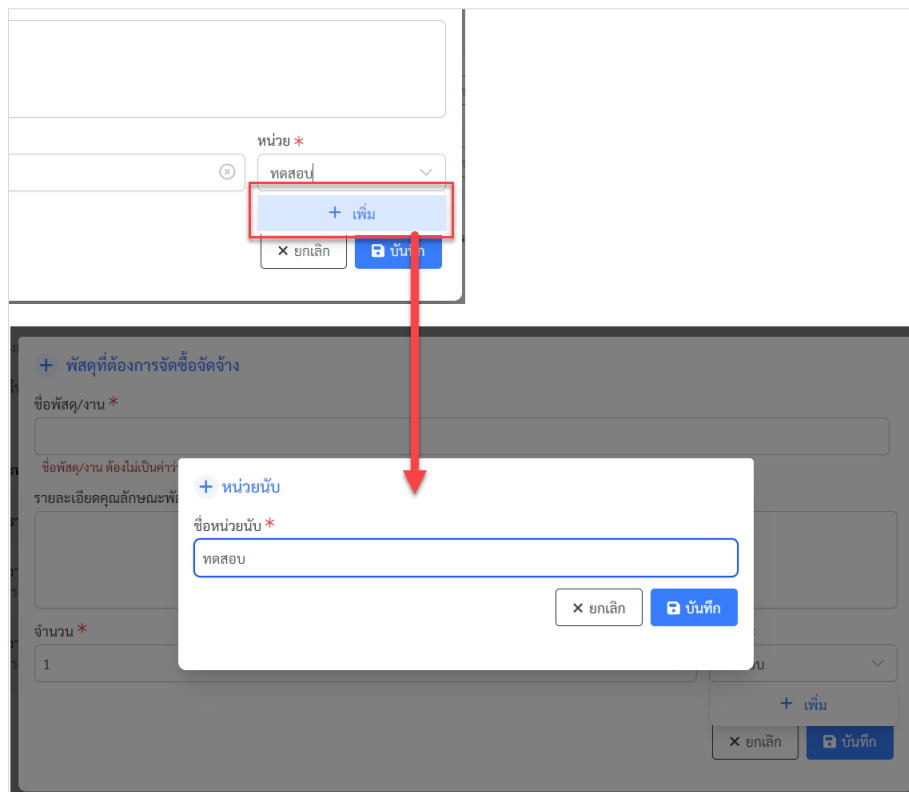 หน่วย *
ทดสอบ
+ เพิ่ม
× ยกเลิก บันทึก
+ พัสดุที่ต้องการจัดซื้อจัดจ้าง
ชื่อพัสดุ/งาน *
ชื่อพัสดุ/งาน ต้องไม่เป็นค่าว่
รายละเอียดคุณลักษณะพั
+ หน่วยนับ
ชื่อหน่วยนับ *
ทดสอบ
× ยกเลิก บันทึก
จำนวน *
1
+ เพิ่ม
× ยกเลิก บันทึก